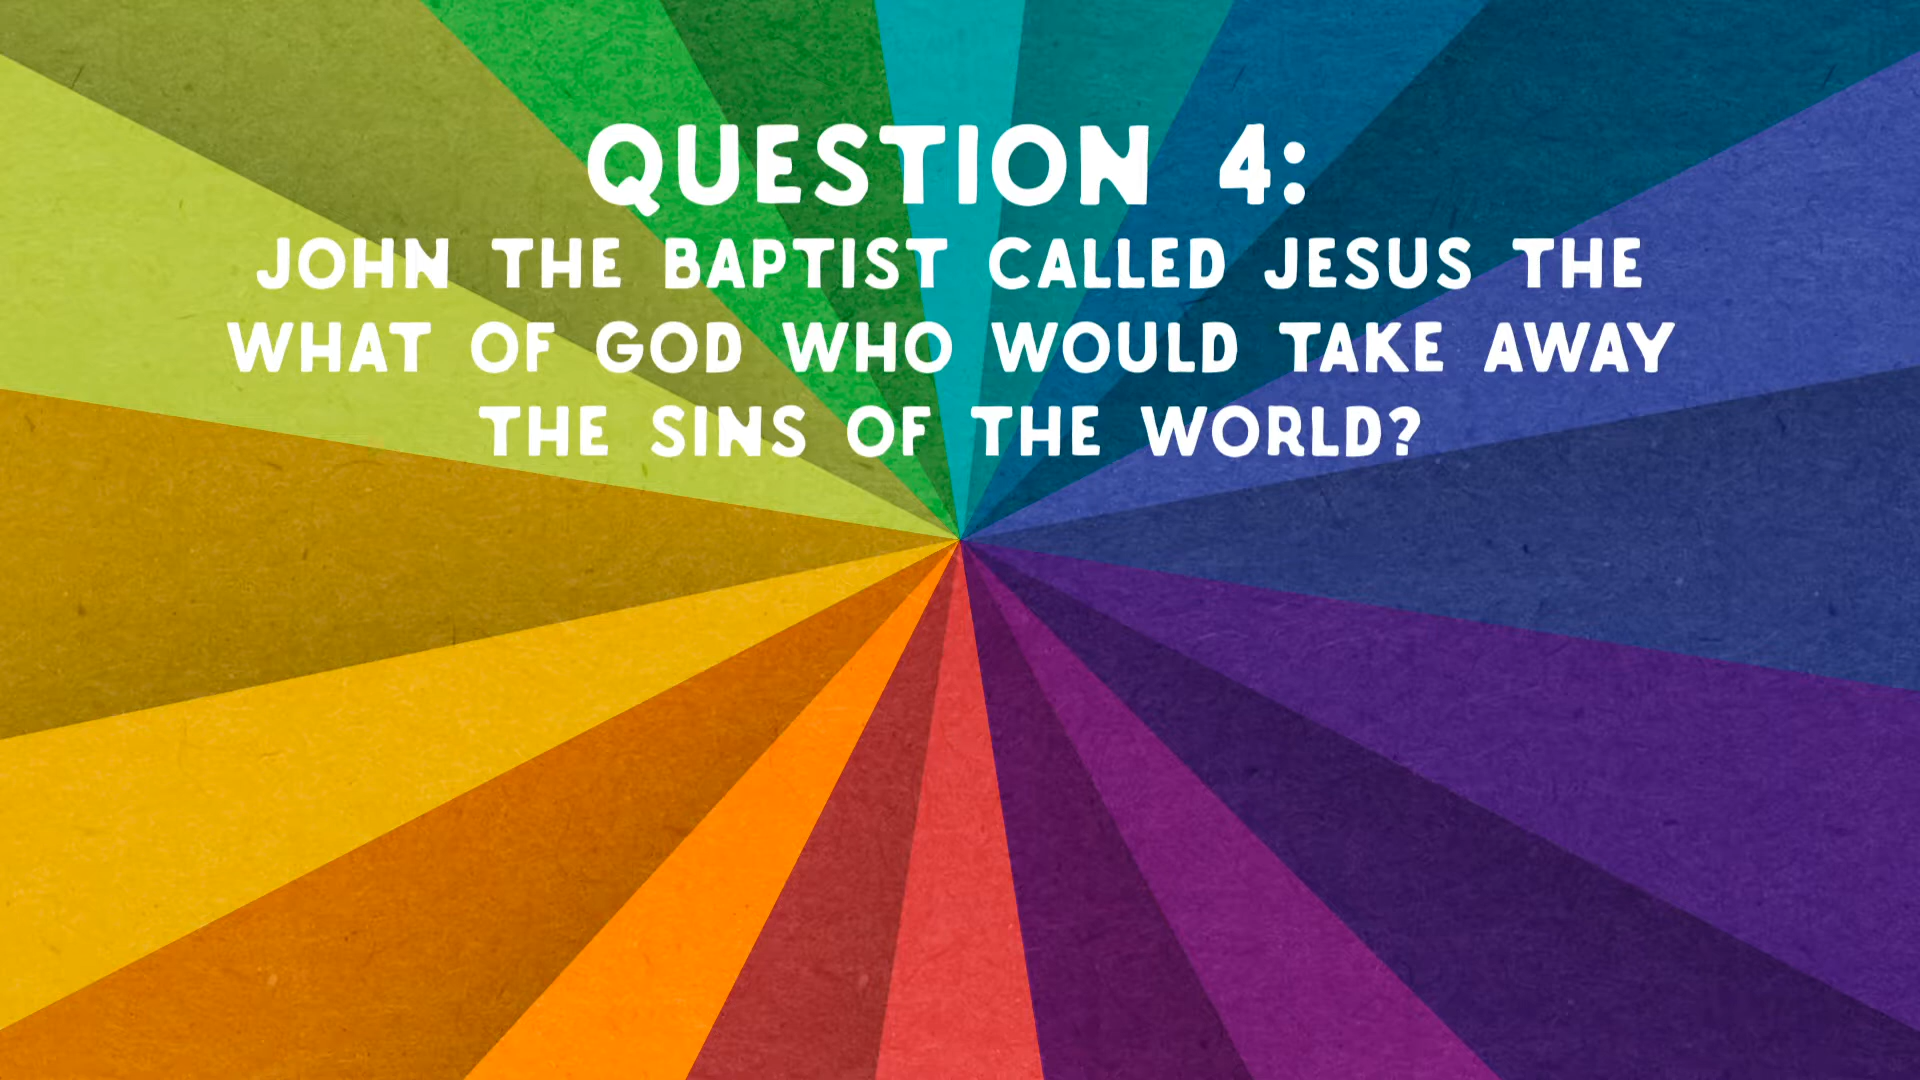 QUESTION 4:
JOHN THE BAPTIST CALLED JESUS THE
WHAT OF GOD WHO WOULD TAKE AWAY
THE SINS OF THE WORLD?